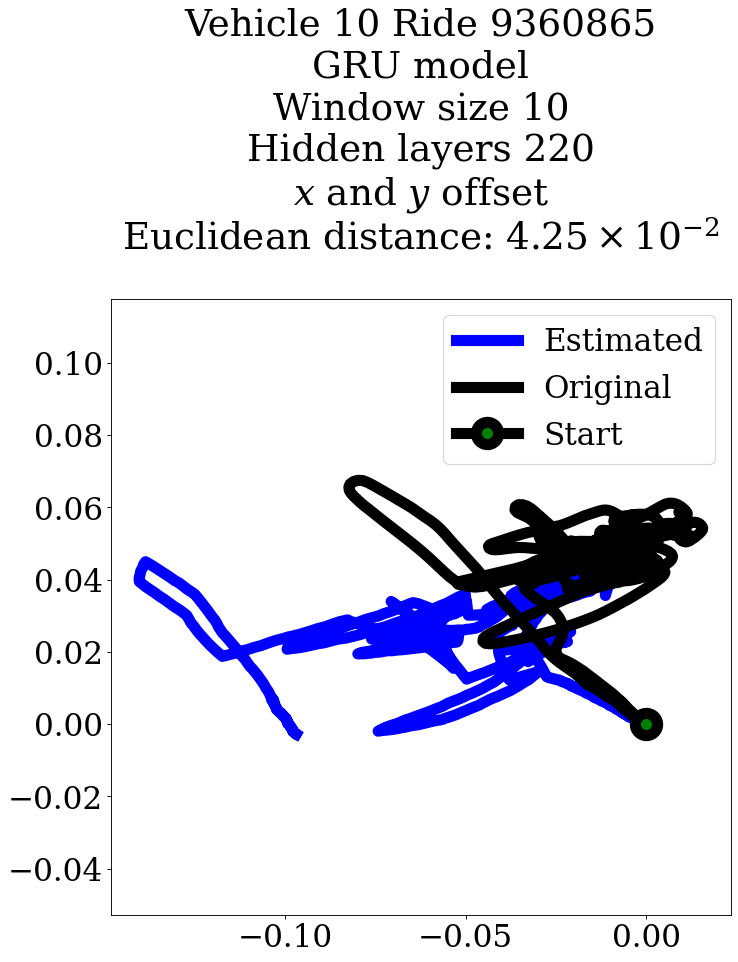 Vehicle 10 Ride 9360865
GRU model
Window size 10
Hidden layers 220
x and y offset
Euclidean distance: 4.25 × 10⁻²
Estimated
Original
Start
0.10
0.08
0.06
0.04
0.02
0.00
−0.02
−0.04
−0.10
−0.05
0.00